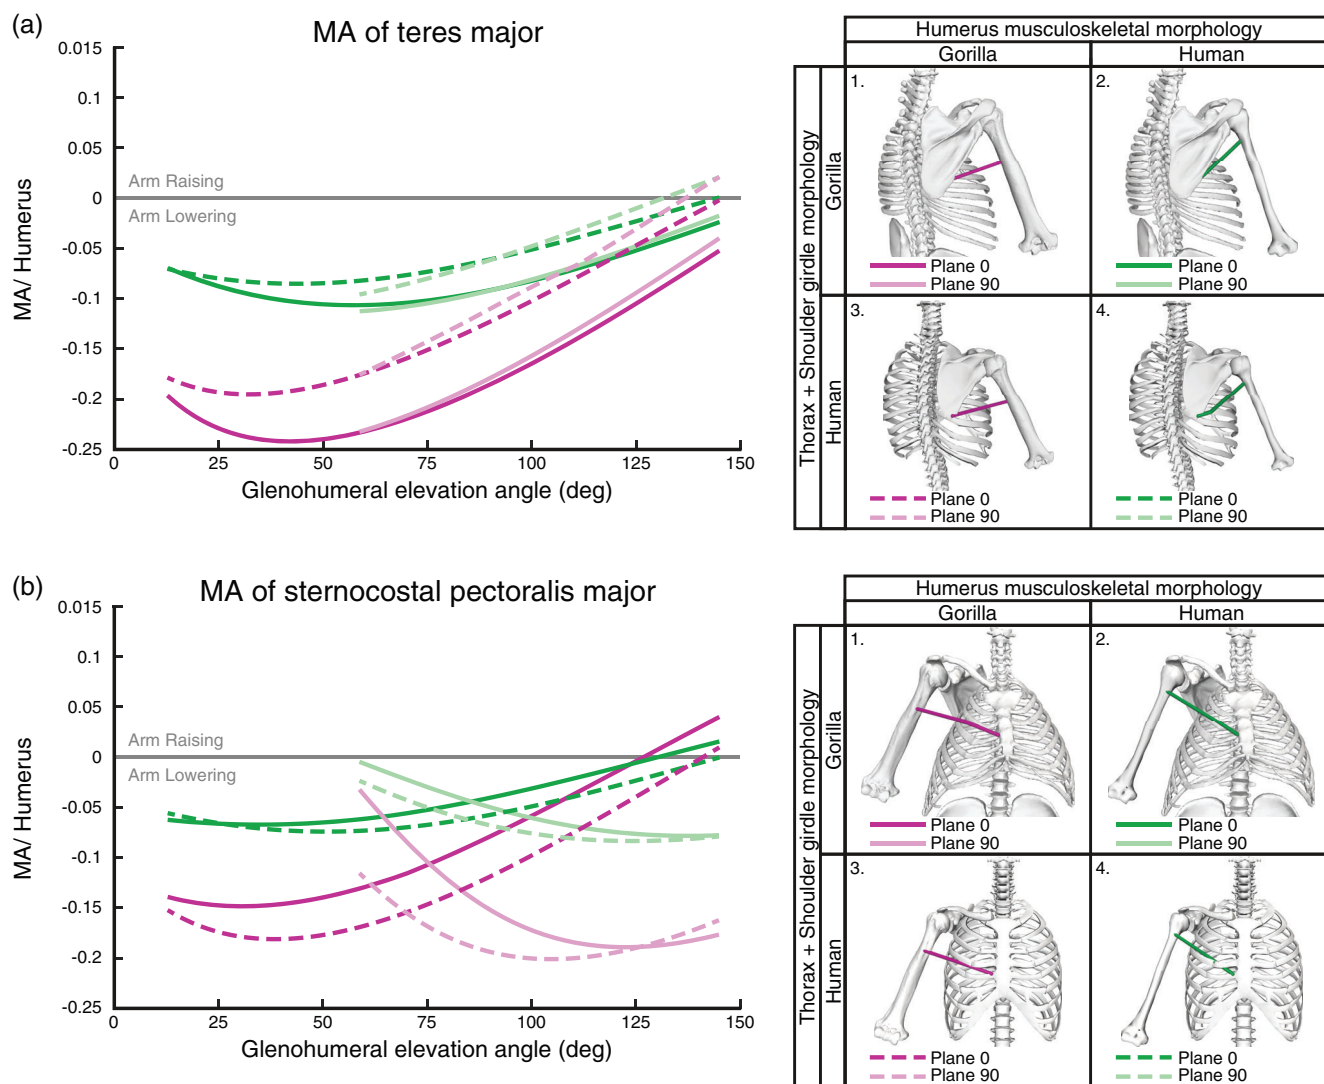 (a)
MA of teres major
0.015
0.1
0.05
0
-0.05
-0.1
-0.15
-0.2
-0.25
MA/ Humerus
Arm Raising
Arm Lowering
0
25
50
75
100
125
150
Glenohumeral elevation angle (deg)
Humerus musculoskeletal morphology
Gorilla
Human
Thorax + Shoulder girdle morphology
Gorilla
Human
1.
Plane 0
Plane 90
2.
Plane 0
Plane 90
3.
Plane 0
Plane 90
4.
Plane 0
Plane 90
(b)
MA of sternocostal pectoralis major
0.015
0.1
0.05
0
-0.05
-0.1
-0.15
-0.2
-0.25
MA/ Humerus
Arm Raising
Arm Lowering
0
25
50
75
100
125
150
Glenohumeral elevation angle (deg)
Humerus musculoskeletal morphology
Gorilla
Human
Thorax + Shoulder girdle morphology
Gorilla
Human
1.
Plane 0
Plane 90
2.
Plane 0
Plane 90
3.
Plane 0
Plane 90
4.
Plane 0
Plane 90